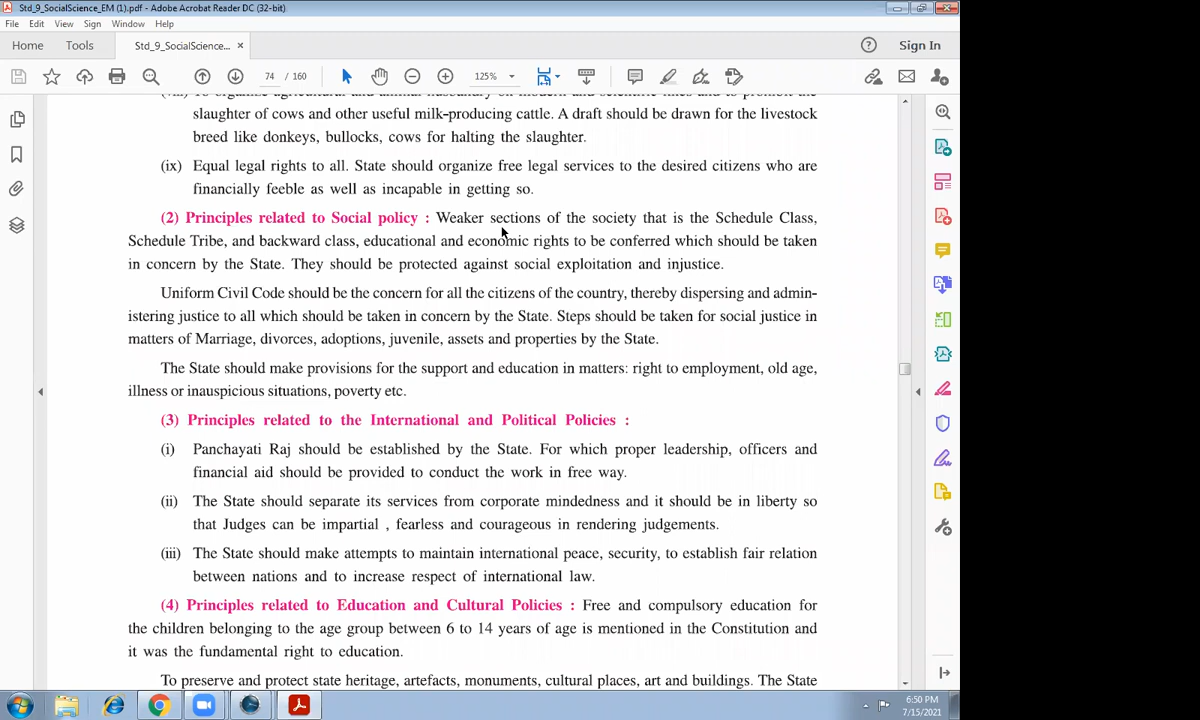 Std_9_SocialScience_EM (1).pdf - Adobe Acrobat Reader DC (32-bit)
File Edit View Sign Window Help
Home Tools Std_9_SocialScience... × Sign In
74 / 160 125%
(viii) To organise agricultural and animal husbandry on modern and scientific lines and to prohibit the
slaughter of cows and other useful milk-producing cattle. A draft should be drawn for the livestock
breed like donkeys, bullocks, cows for halting the slaughter.
(ix) Equal legal rights to all. State should organize free legal services to the desired citizens who are
financially feeble as well as incapable in getting so.
(2) Principles related to Social policy : Weaker sections of the society that is the Schedule Class,
Schedule Tribe, and backward class, educational and economic rights to be conferred which should be taken
in concern by the State. They should be protected against social exploitation and injustice.
Uniform Civil Code should be the concern for all the citizens of the country, thereby dispersing and admin-
istering justice to all which should be taken in concern by the State. Steps should be taken for social justice in
matters of Marriage, divorces, adoptions, juvenile, assets and properties by the State.
The State should make provisions for the support and education in matters: right to employment, old age,
illness or inauspicious situations, poverty etc.
(3) Principles related to the International and Political Policies :
(i) Panchayati Raj should be established by the State. For which proper leadership, officers and
financial aid should be provided to conduct the work in free way.
(ii) The State should separate its services from corporate mindedness and it should be in liberty so
that Judges can be impartial , fearless and courageous in rendering judgements.
(iii) The State should make attempts to maintain international peace, security, to establish fair relation
between nations and to increase respect of international law.
(4) Principles related to Education and Cultural Policies : Free and compulsory education for
the children belonging to the age group between 6 to 14 years of age is mentioned in the Constitution and
it was the fundamental right to education.
To preserve and protect state heritage, artefacts, monuments, cultural places, art and buildings. The State
6:50 PM
7/15/2021